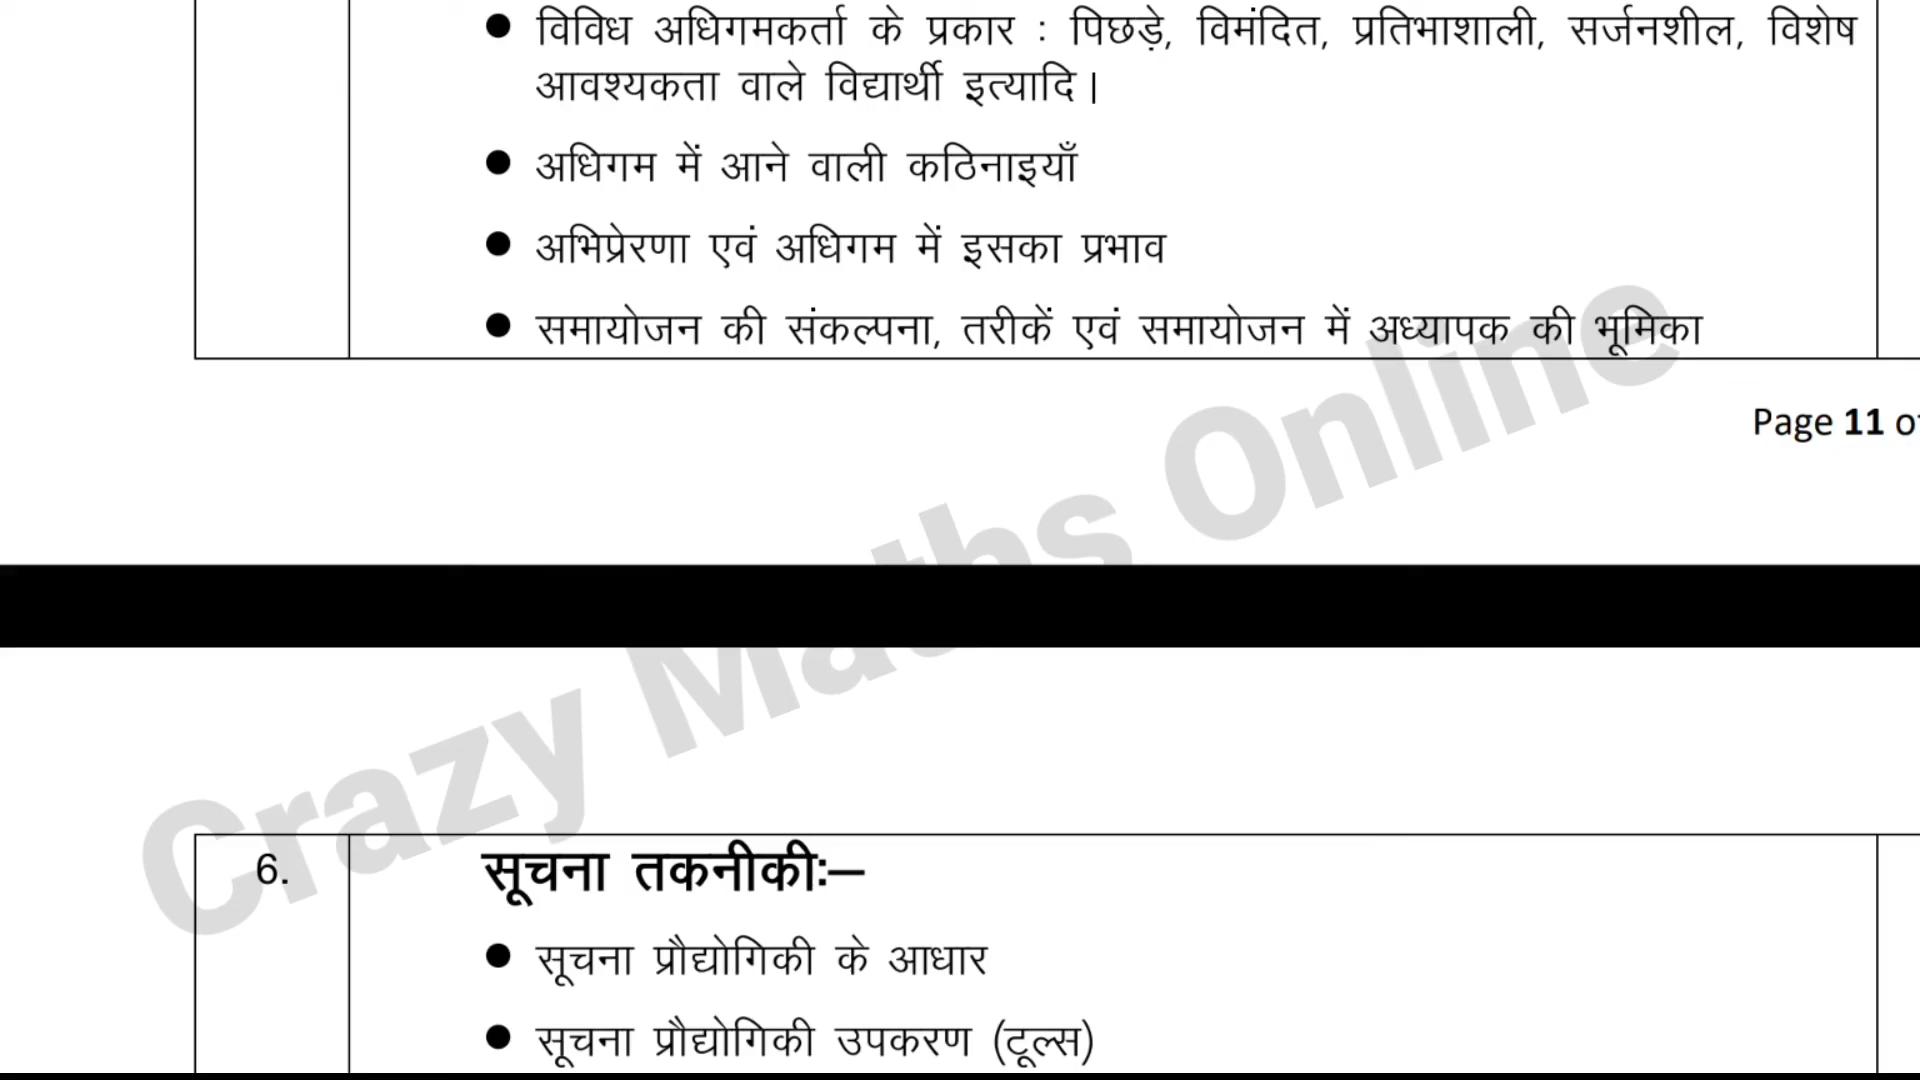 ● विविध अधिगमकर्ता के प्रकार : पिछड़े, विमंदित, प्रतिभाशाली, सर्जनशील, विशेष
आवश्यकता वाले विद्यार्थी इत्यादि।
● अधिगम में आने वाली कठिनाइयाँ
● अभिप्रेरणा एवं अधिगम में इसका प्रभाव
● समायोजन की संकल्पना, तरीकें एवं समायोजन में अध्यापक की भूमिका
Page 11 of
Crazy Maths Online
6. सूचना तकनीकीः—
● सूचना प्रौद्योगिकी के आधार
● सूचना प्रौद्योगिकी उपकरण (टूल्स)